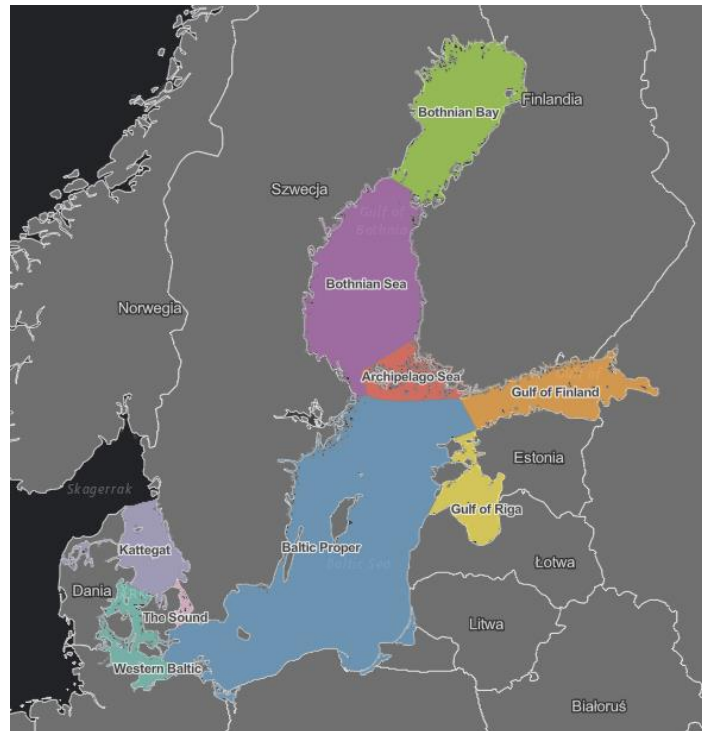 Bothnian Bay
Finlandia
Szwecja
Gulf of
Bothnia
Bothnian Sea
Norwegia
Archipelago Sea
Gulf of Finland
Estonia
Skagerrak
Gulf of Riga
Kattegat
Baltic Proper
Baltic Sea
Łotwa
Dania
The Sound
Litwa
Western Baltic
Białoruś